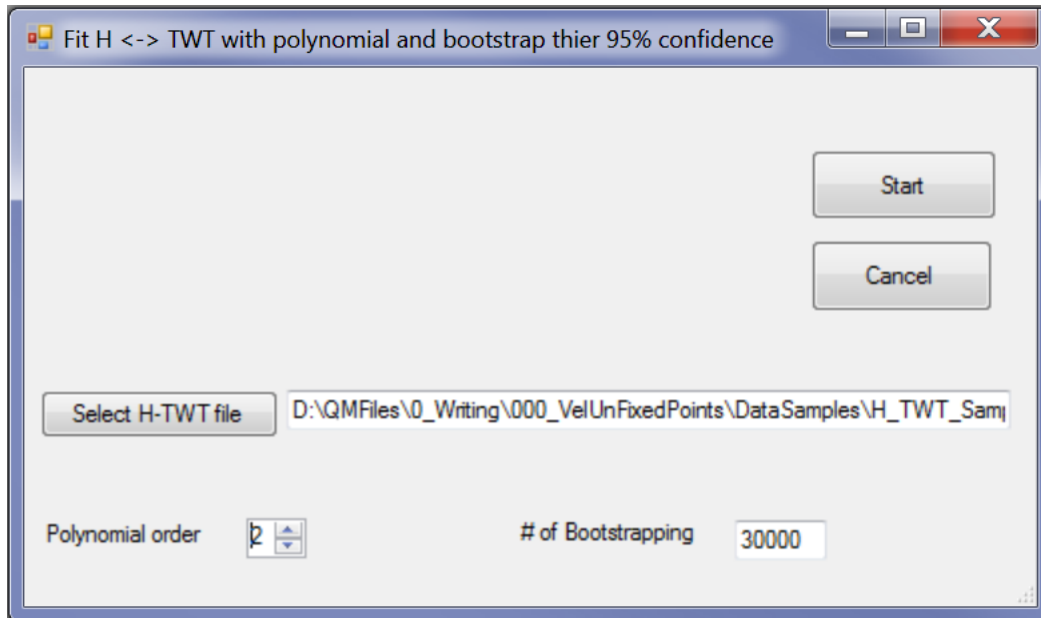 Fit H <-> TWT with polynomial and bootstrap thier 95% confidence
Start
Cancel
Select H-TWT file D:\QMFiles\0_Writing\000_VelUnFixedPoints\DataSamples\H_TWT_Sam
Polynomial order 2 # of Bootstrapping 30000